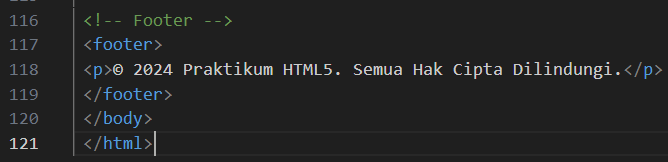 116 <!-- Footer -->
117 <footer>
118 <p>© 2024 Praktikum HTML5. Semua Hak Cipta Dilindungi.</p>
119 </footer>
120 </body>
121 </html>